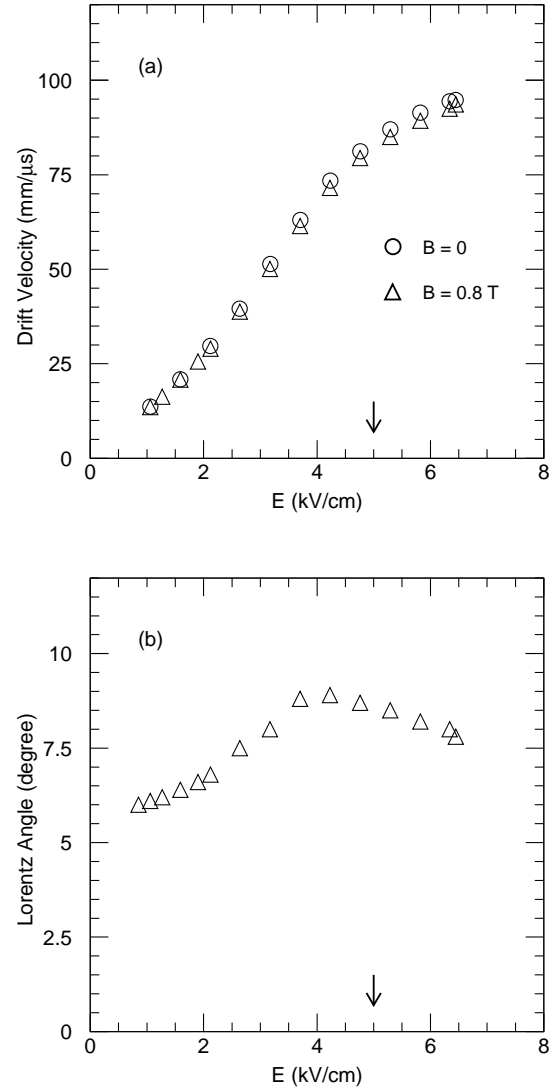 (a)
100
75
50
25
0
Drift Velocity (mm/μs)
B = 0
B = 0.8 T
0 2 4 6 8
E (kV/cm)
(b)
10
7.5
5
2.5
0
Lorentz Angle (degree)
0 2 4 6 8
E (kV/cm)